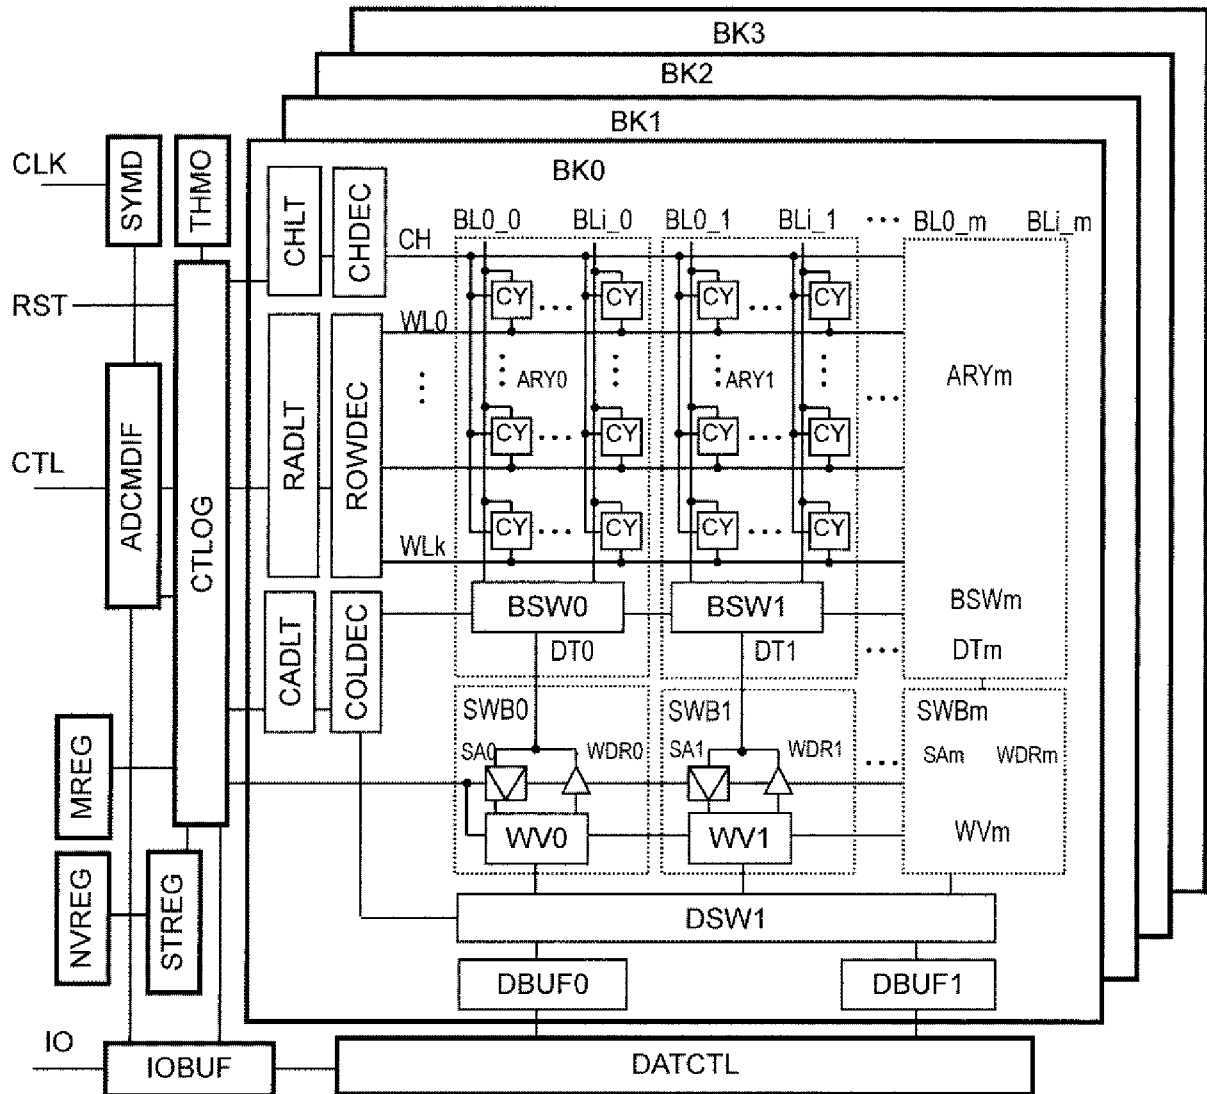 BK3
BK2
BK1
BK0
CLK
SYMD
THMO
CHLT
CHDEC
CH
BL0_0
BLi_0
BL0_1
BLi_1
BL0_m
BLi_m
CY
CY
CY
CY
RST
WL0
ARY0
ARY1
ARYm
CTL
ADCMDIF
CTLOG
RADLT
ROWDEC
CY
CY
CY
CY
CY
CY
CY
CY
WLk
CADLT
COLDEC
BSW0
BSW1
BSWm
DT0
DT1
DTm
SWB0
SWB1
SWBm
SA0
WDR0
SA1
WDR1
SAm
WDRm
MREG
WV0
WV1
WVm
NVREG
STREG
DSW1
DBUF0
DBUF1
IO
IOBUF
DATCTL